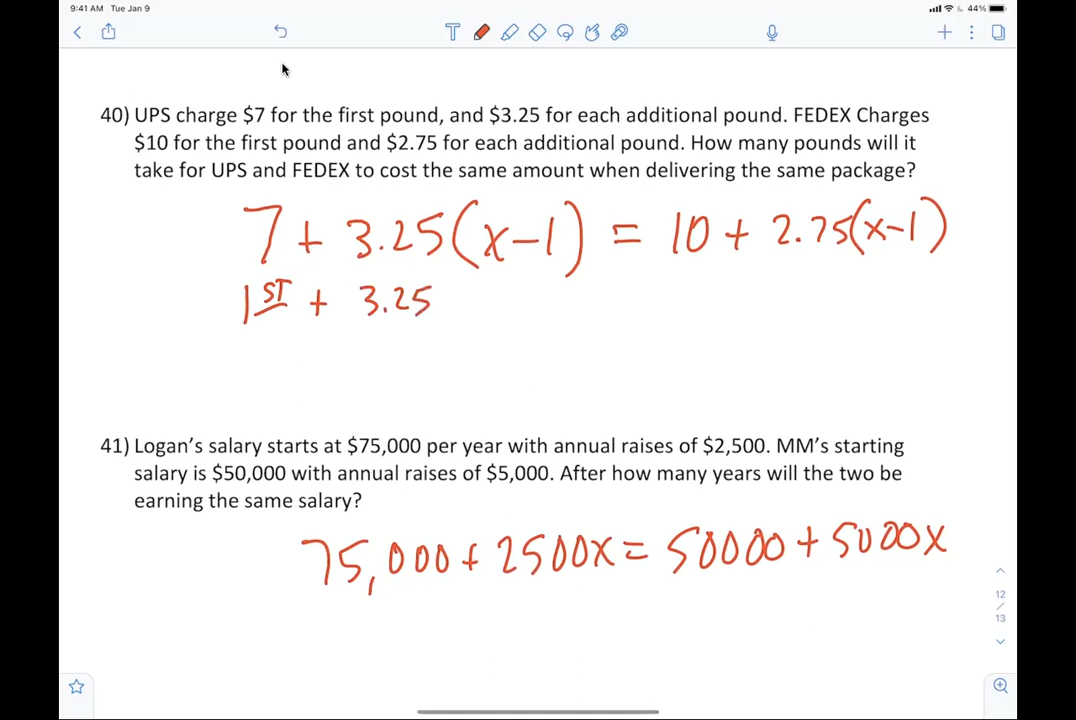 9:41 AM Tue Jan 9 44%
T
40) UPS charge $7 for the first pound, and $3.25 for each additional pound. FEDEX Charges
$10 for the first pound and $2.75 for each additional pound. How many pounds will it
take for UPS and FEDEX to cost the same amount when delivering the same package?
7 + 3.25(x-1) = 10 + 2.75(x-1)
1ST + 3.25
41) Logan's salary starts at $75,000 per year with annual raises of $2,500. MM's starting
salary is $50,000 with annual raises of $5,000. After how many years will the two be
earning the same salary?
75,000 + 2500x = 50000 + 5000x
12
/
13